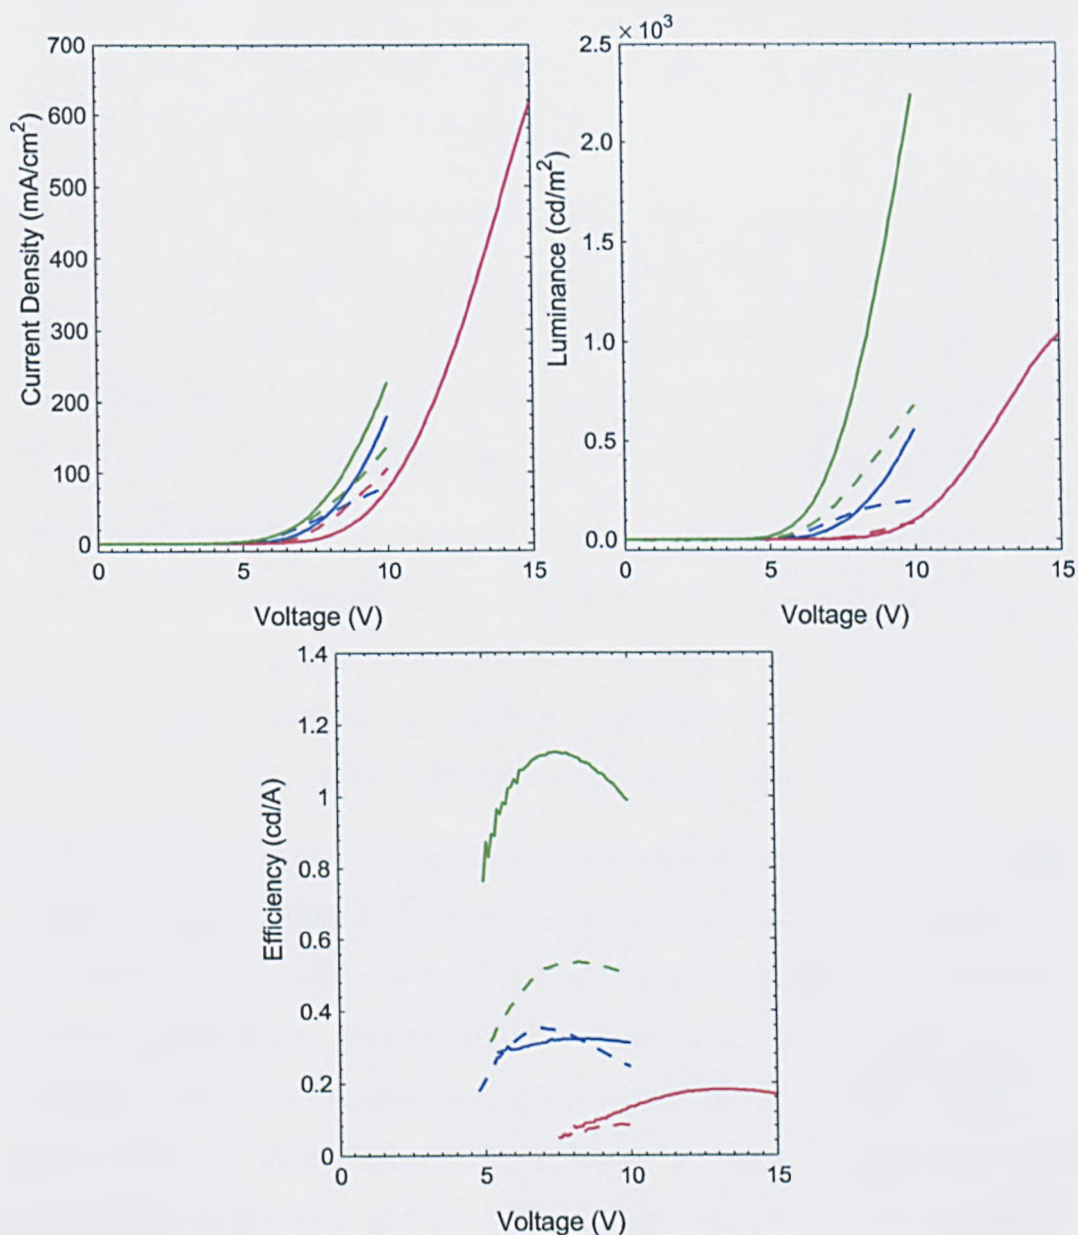 Current Density (mA/cm²)
700
600
500
400
300
200
100
0
0 5 10 15
Voltage (V)
× 10³
Luminance (cd/m²)
2.5
2.0
1.5
1.0
0.5
0.0
0 5 10 15
Voltage (V)
Efficiency (cd/A)
1.4
1.2
1
0.8
0.6
0.4
0.2
0
0 5 10 15
Voltage (V)